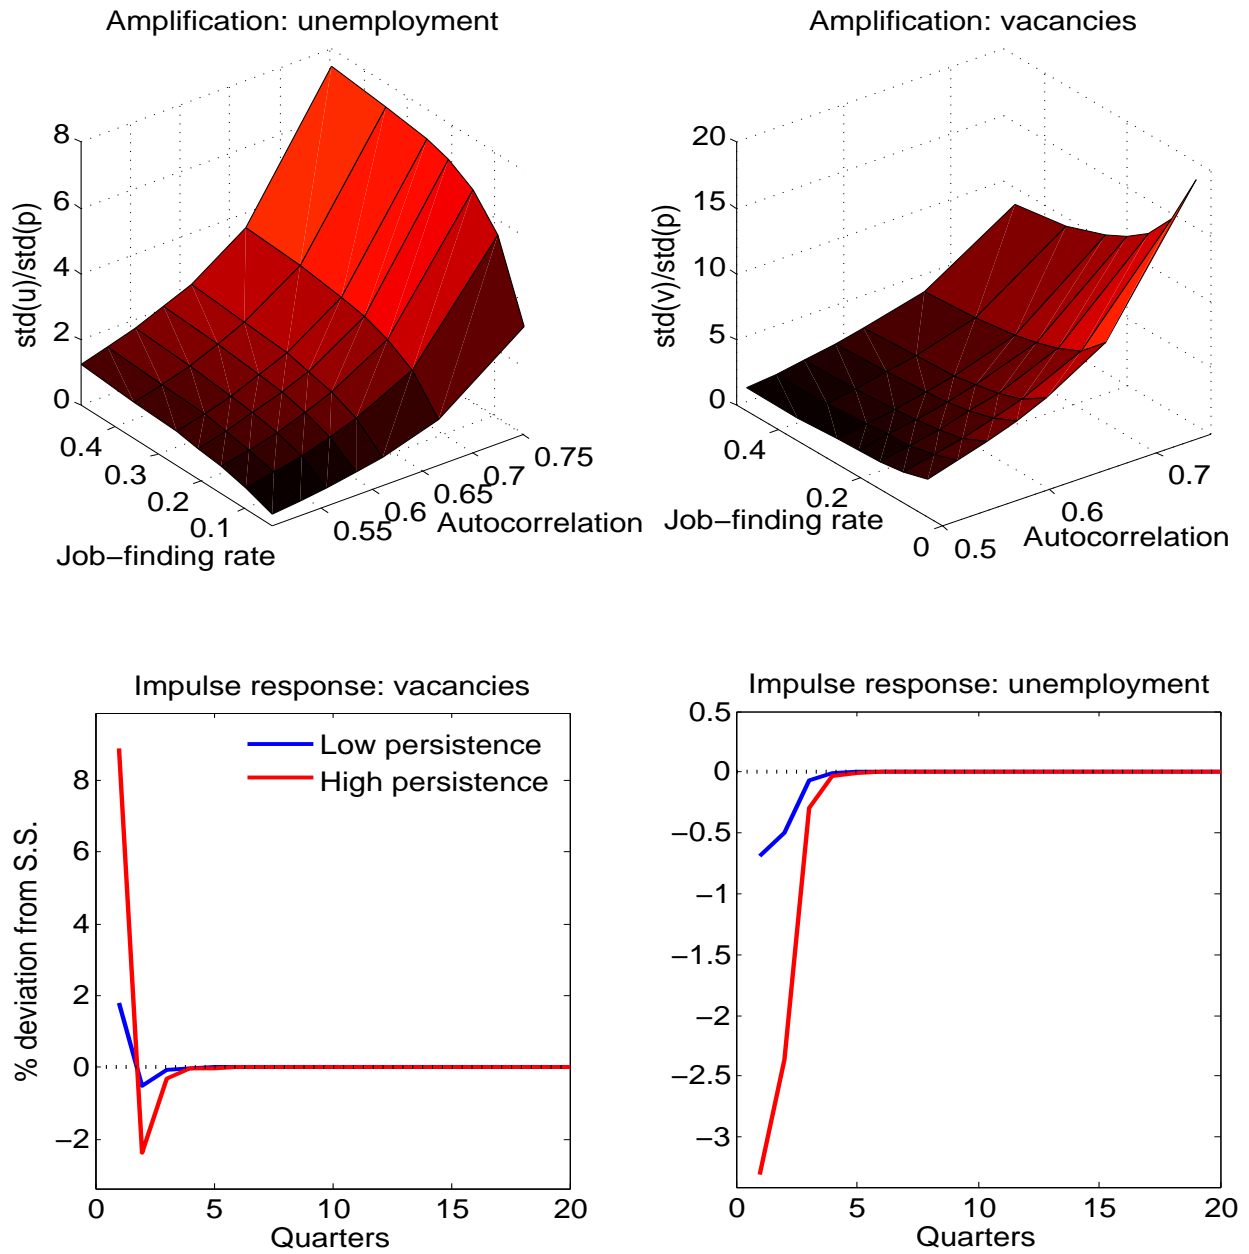 Amplification: unemployment
Amplification: vacancies
std(u)/std(p)
8
6
4
2
0
0.4
0.3
0.2
0.1
Job−finding rate
0.55
0.6
0.65
0.7
0.75
Autocorrelation
std(v)/std(p)
20
15
10
5
0
0.4
0.2
0
Job−finding rate
0.5
0.6
0.7
Autocorrelation
Impulse response: vacancies
% deviation from S.S.
8
6
4
2
0
−2
Low persistence
High persistence
0 5 10 15 20
Quarters
Impulse response: unemployment
0.5
0
−0.5
−1
−1.5
−2
−2.5
−3
0 5 10 15 20
Quarters